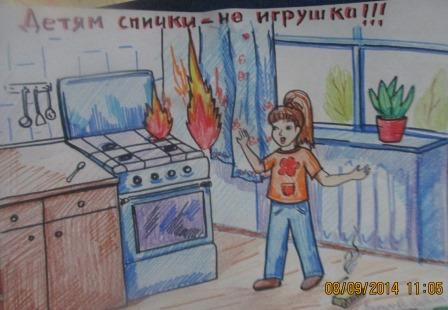 Детям спички - не игрушка!!!
08/09/2014 11:05